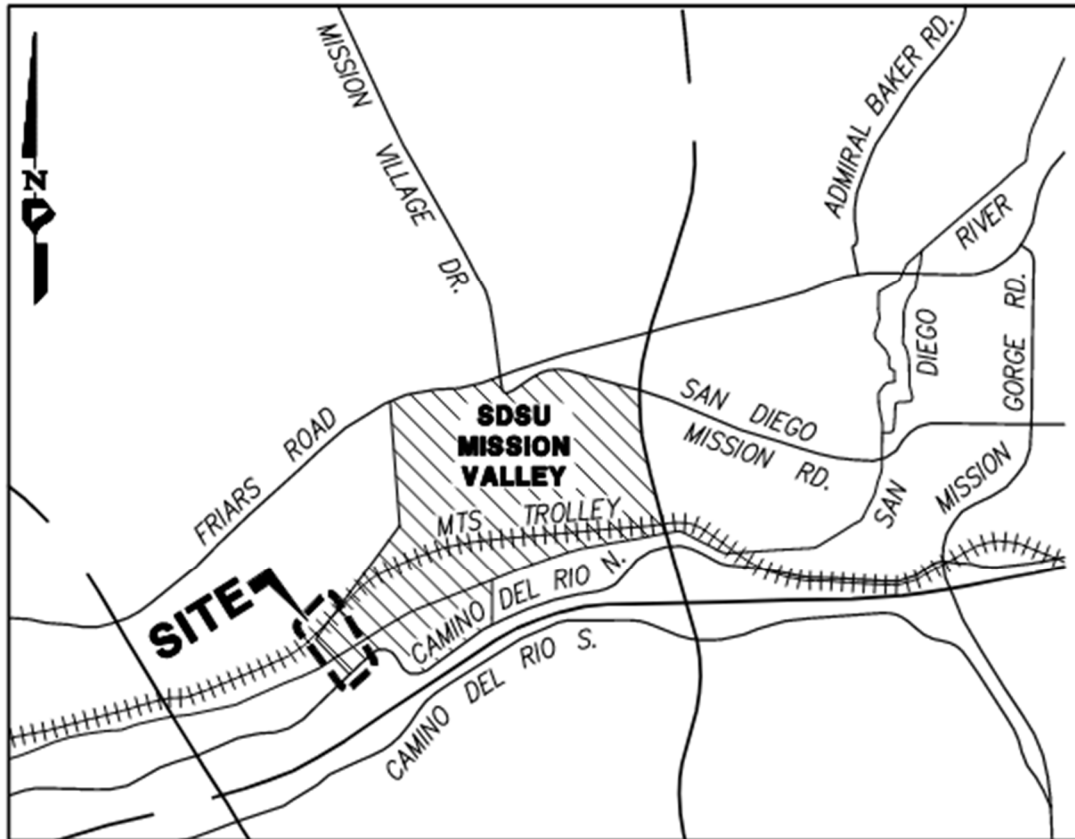 MISSION VILLAGE DR.
ADMIRAL BAKER RD.
N
RIVER
DIEGO
SAN
GORGE RD.
MISSION
FRIARS ROAD
SDSU
MISSION
VALLEY
SAN DIEGO
MISSION RD.
MTS TROLLEY
SITE
CAMINO DEL RIO N.
CAMINO DEL RIO S.